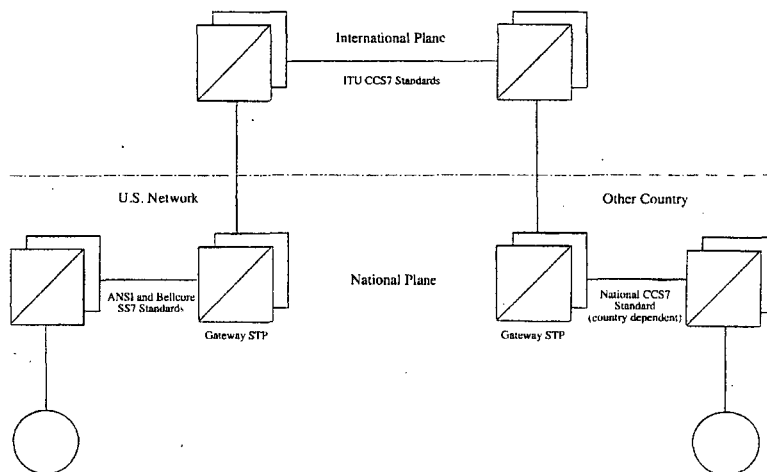 International Plane
ITU CCS7 Standards
U.S. Network
Other Country
National Plane
ANSI and Bellcore
SS7 Standards
Gateway STP
Gateway STP
National CCS7
Standard
(country dependent)